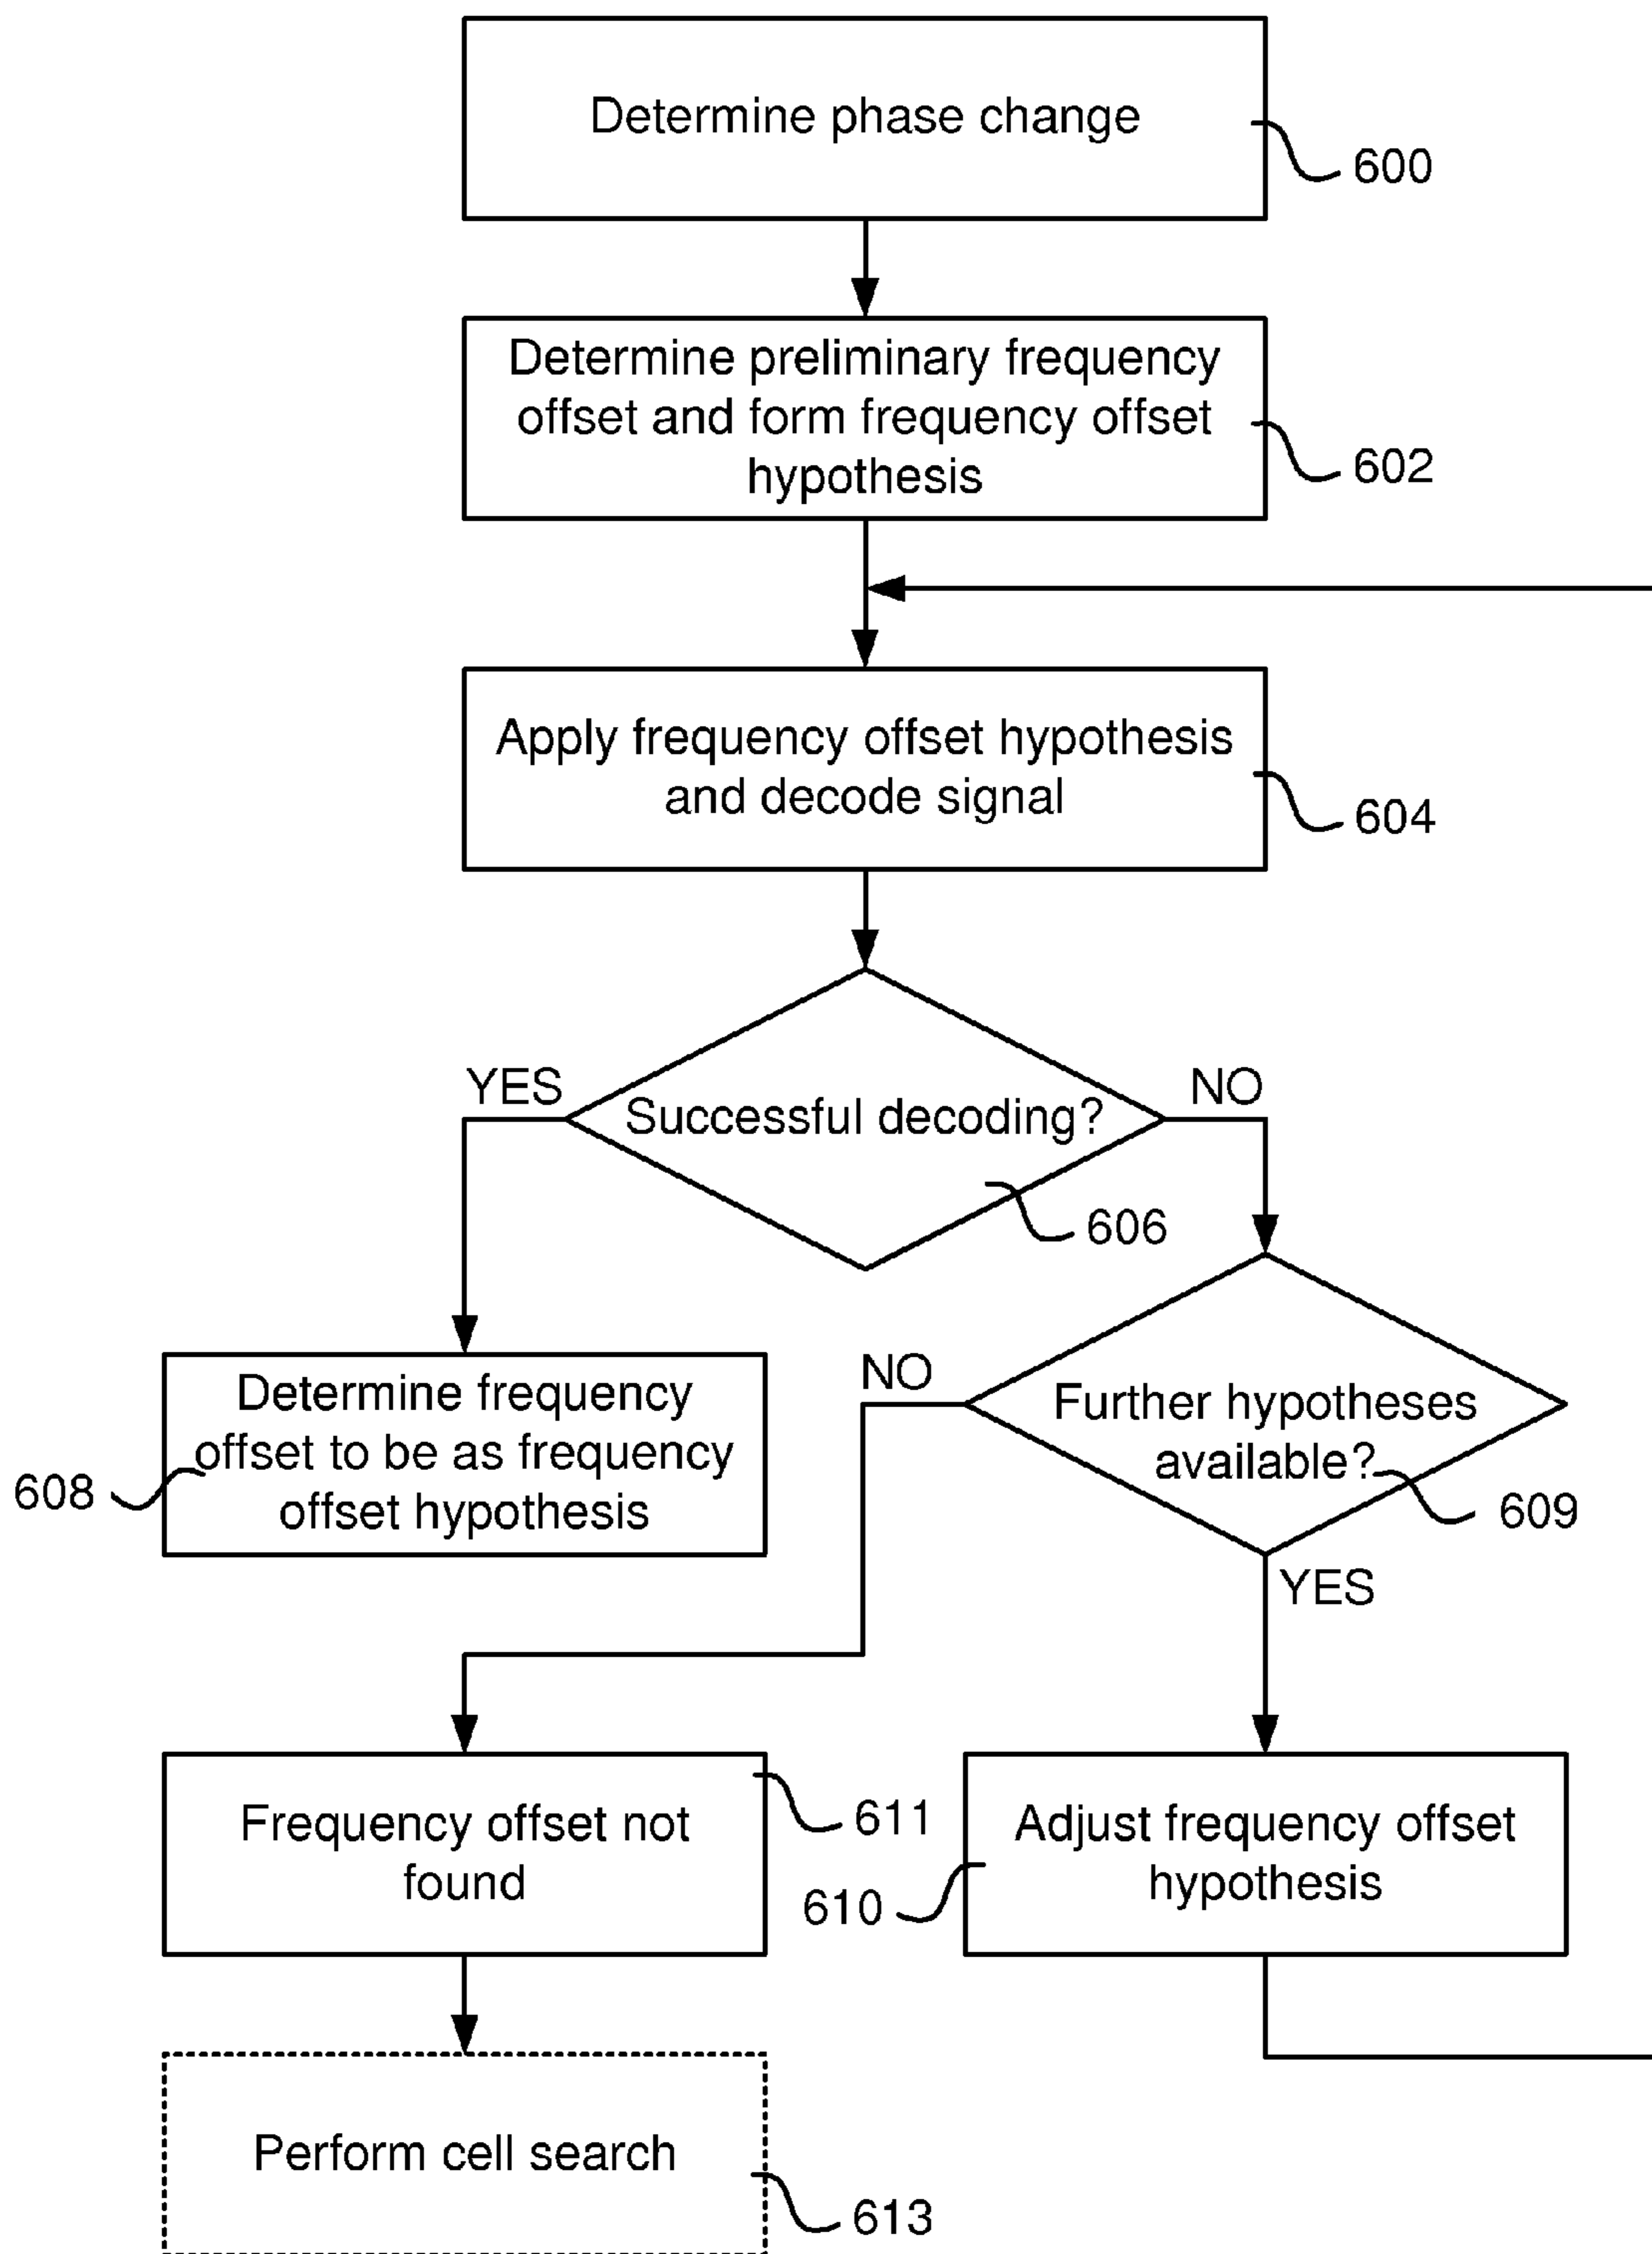 Determine phase change
600
Determine preliminary frequency
offset and form frequency offset
hypothesis
602
Apply frequency offset hypothesis
and decode signal
604
YES
NO
Successful decoding?
606
Determine frequency
offset to be as frequency
offset hypothesis
608
NO
Further hypotheses
available?
609
YES
Frequency offset not
found
611
Adjust frequency offset
hypothesis
610
Perform cell search
613